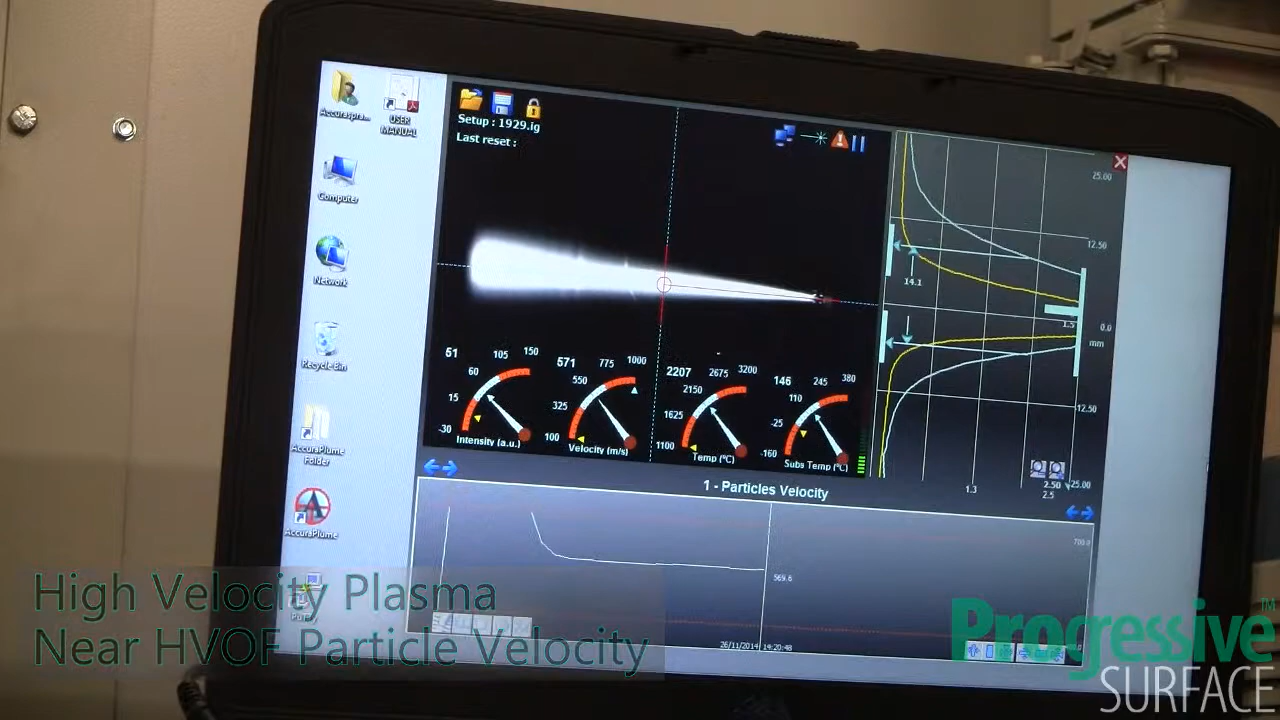 Accuraspra...
USER
MANUAL
Computer
Network
Recycle Bin
AccuraPlume
Folder
AccuraPlume
Setup : 1929.ig
Last reset :
25.00
12.50
14.1
0.0
1.5
mm
12.50
25.00
2.50
1.3
2.5
51
105
150
60
15
-30
Intensity (a.u.)
571
775
1000
550
325
100
Velocity (m/s)
2207
2675
3200
2150
1625
1100
Temp (°C)
146
245
380
110
-25
-160
Subs Temp (°C)
1 - Particles Velocity
700.0
569.6
26/11/2014 14:20:48
High Velocity Plasma
Near HVOF Particle Velocity
Progressive™
SURFACE